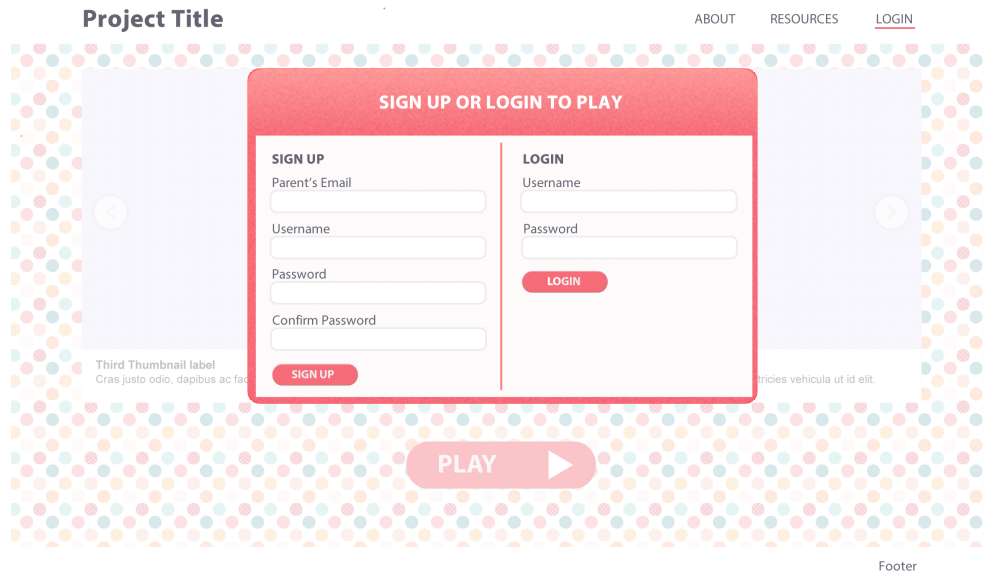 Project Title
ABOUT RESOURCES LOGIN
SIGN UP OR LOGIN TO PLAY
SIGN UP
Parent's Email
Username
Password
Confirm Password
SIGN UP
LOGIN
Username
Password
LOGIN
Third Thumbnail label
Cras justo odio, dapibus ac fac
tricies vehicula ut id elit.
PLAY
Footer